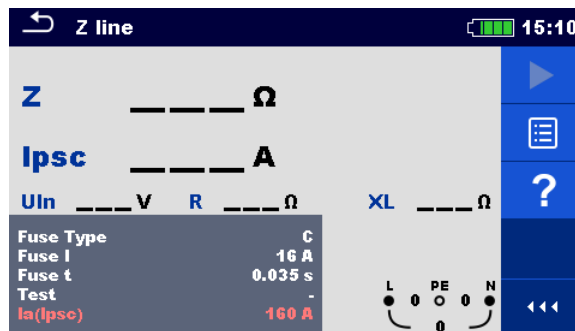 Z line 15:10
Z ___ Ω
Ipsc ___ A
Uln ___ V R ___ Ω XL ___ Ω
?
Fuse Type C
Fuse I 16 A
Fuse t 0.035 s
Test -
Ia(Ipsc) 160 A
L PE N
0 0
0